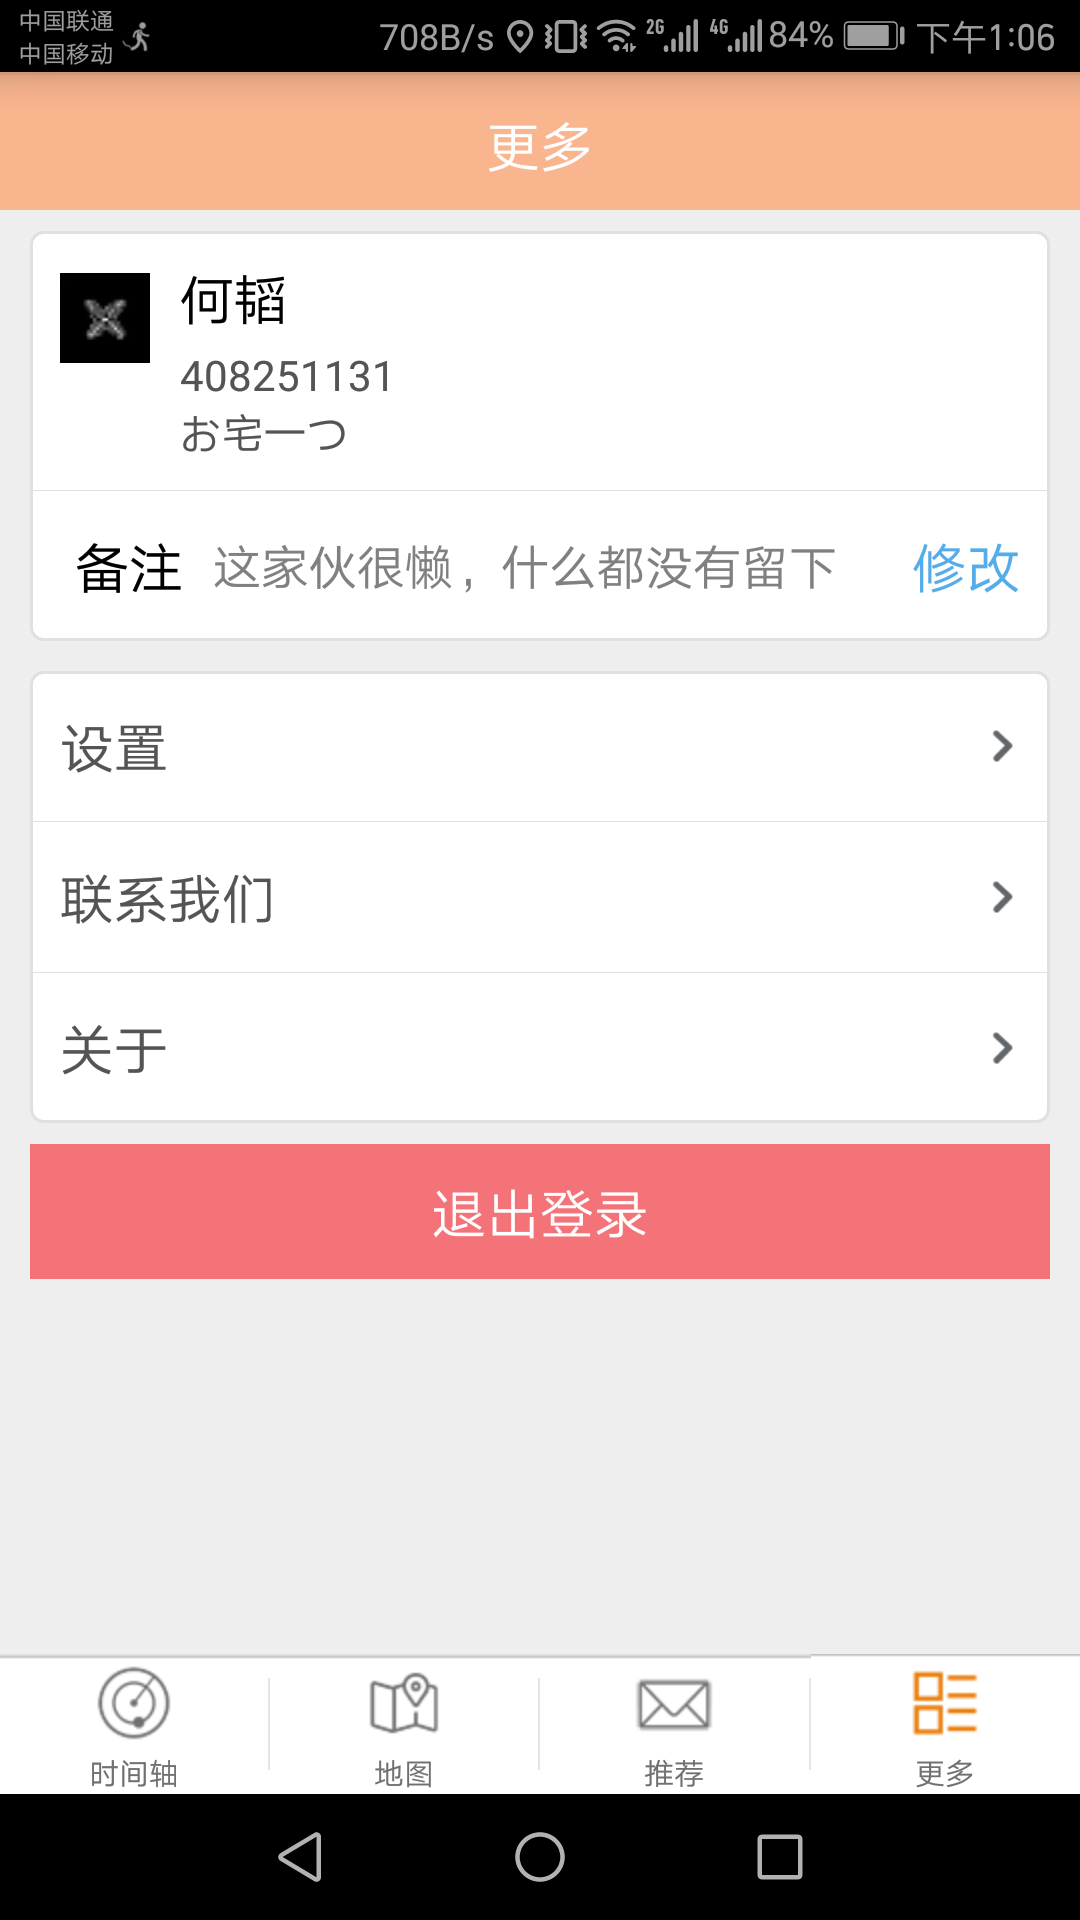 中国联通
中国移动
708B/s 2G 4G 84% 下午1:06
更多
何韬
408251131
お宅一つ
备注 这家伙很懒，什么都没有留下 修改
设置
联系我们
关于
退出登录
时间轴 地图 推荐 更多